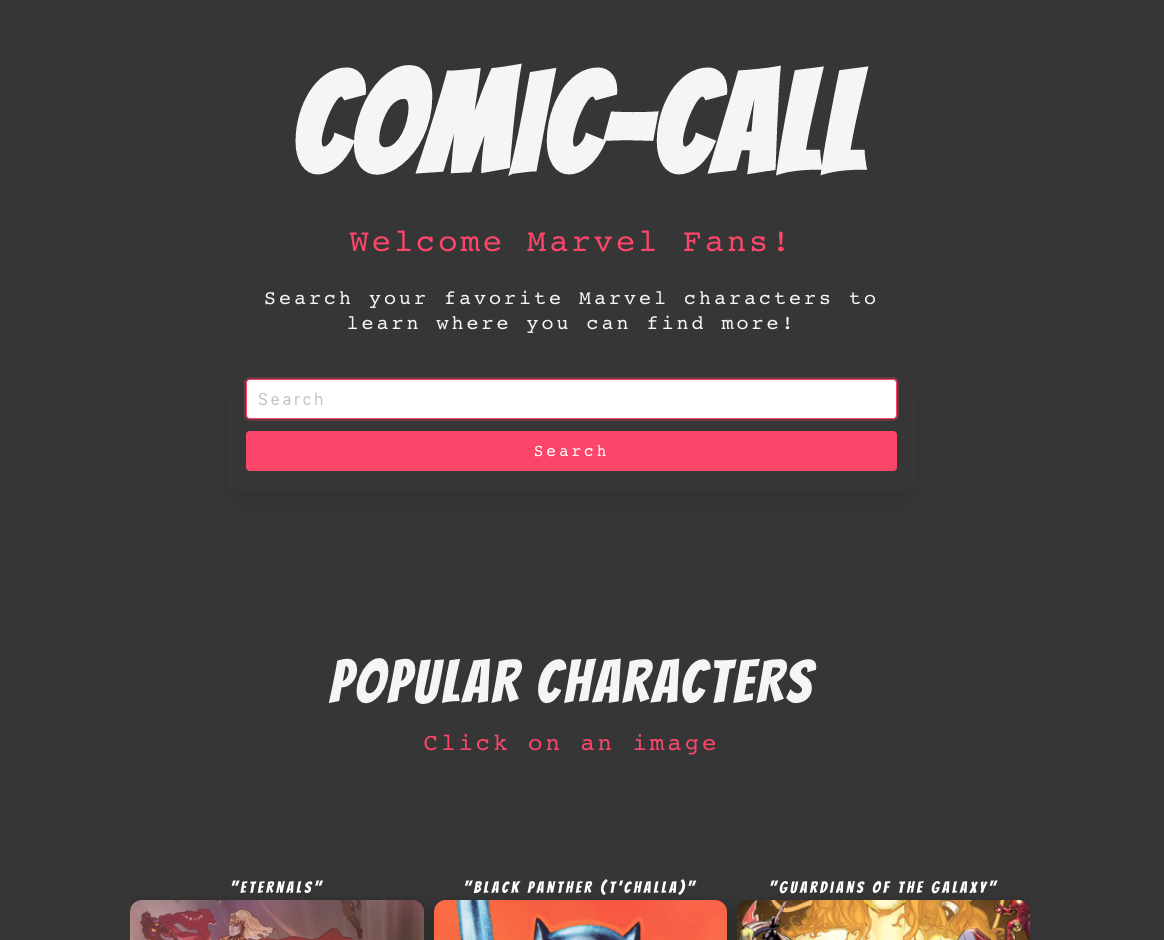 COMIC-CALL
Welcome Marvel Fans!
Search your favorite Marvel characters to
learn where you can find more!
Search
Search
POPULAR CHARACTERS
Click on an image
"ETERNALS"
"BLACK PANTHER (T'CHALLA)"
"GUARDIANS OF THE GALAXY"